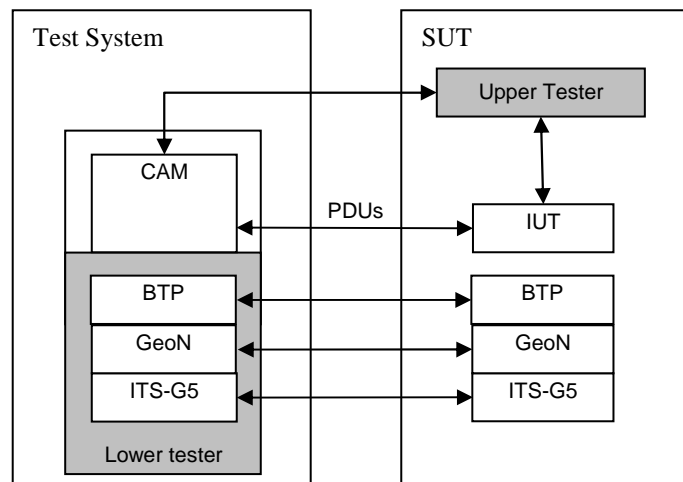 Test System
SUT
Upper Tester
CAM
PDUs
IUT
BTP
BTP
GeoN
GeoN
ITS-G5
ITS-G5
Lower tester